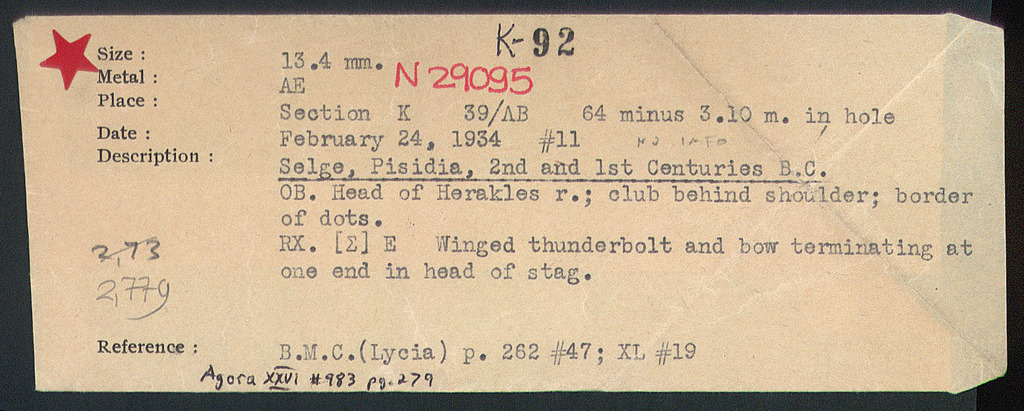 K-92
Size : 13.4 mm.
N 29095
Metal : AE
Place : Section K 39/ΛB 64 minus 3.10 m. in hole
Date : February 24, 1934 #11 NO INFO
Description : Selge, Pisidia, 2nd and 1st Centuries B.C.
OB. Head of Herakles r.; club behind shoulder; border
of dots.
RX. [Σ] E Winged thunderbolt and bow terminating at
one end in head of stag.
2,73
2,779
Reference : B.M.C.(Lycia) p. 262 #47; XL #19
Agora XXVI #983 pg.279